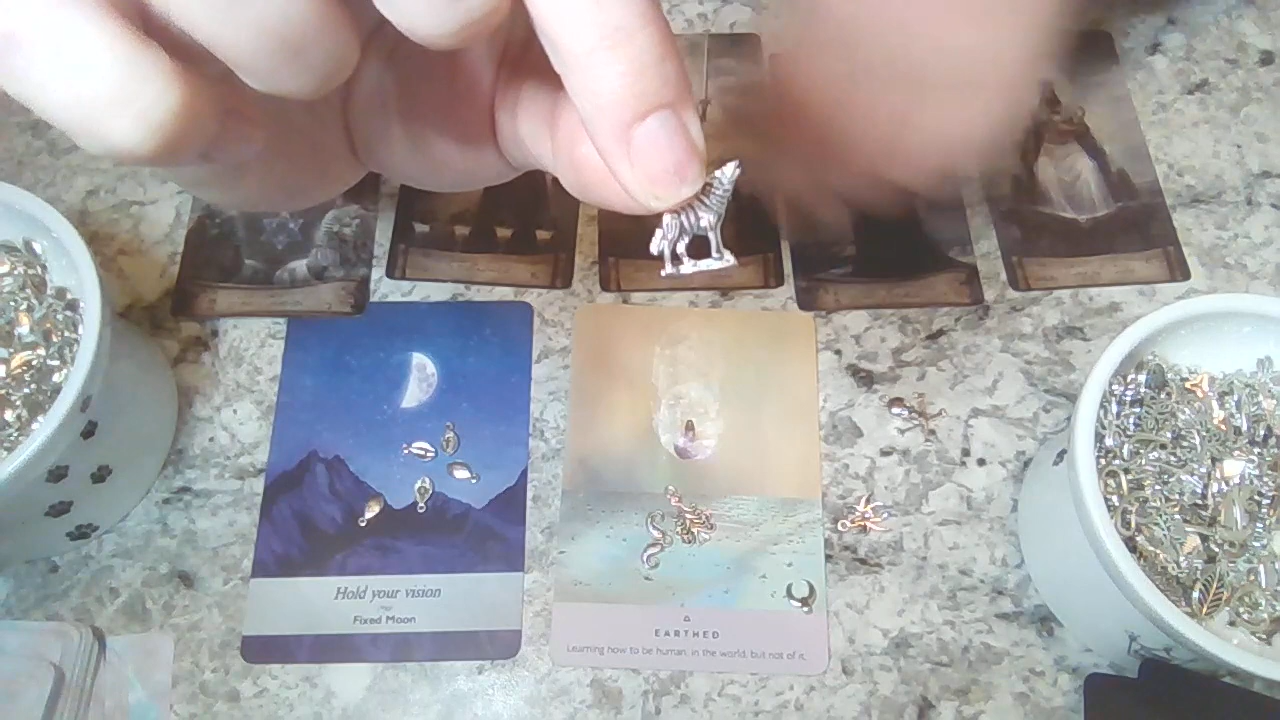 Hold your vision
Fixed Moon
EARTHED
Learning how to be human, in the world, but not of it.